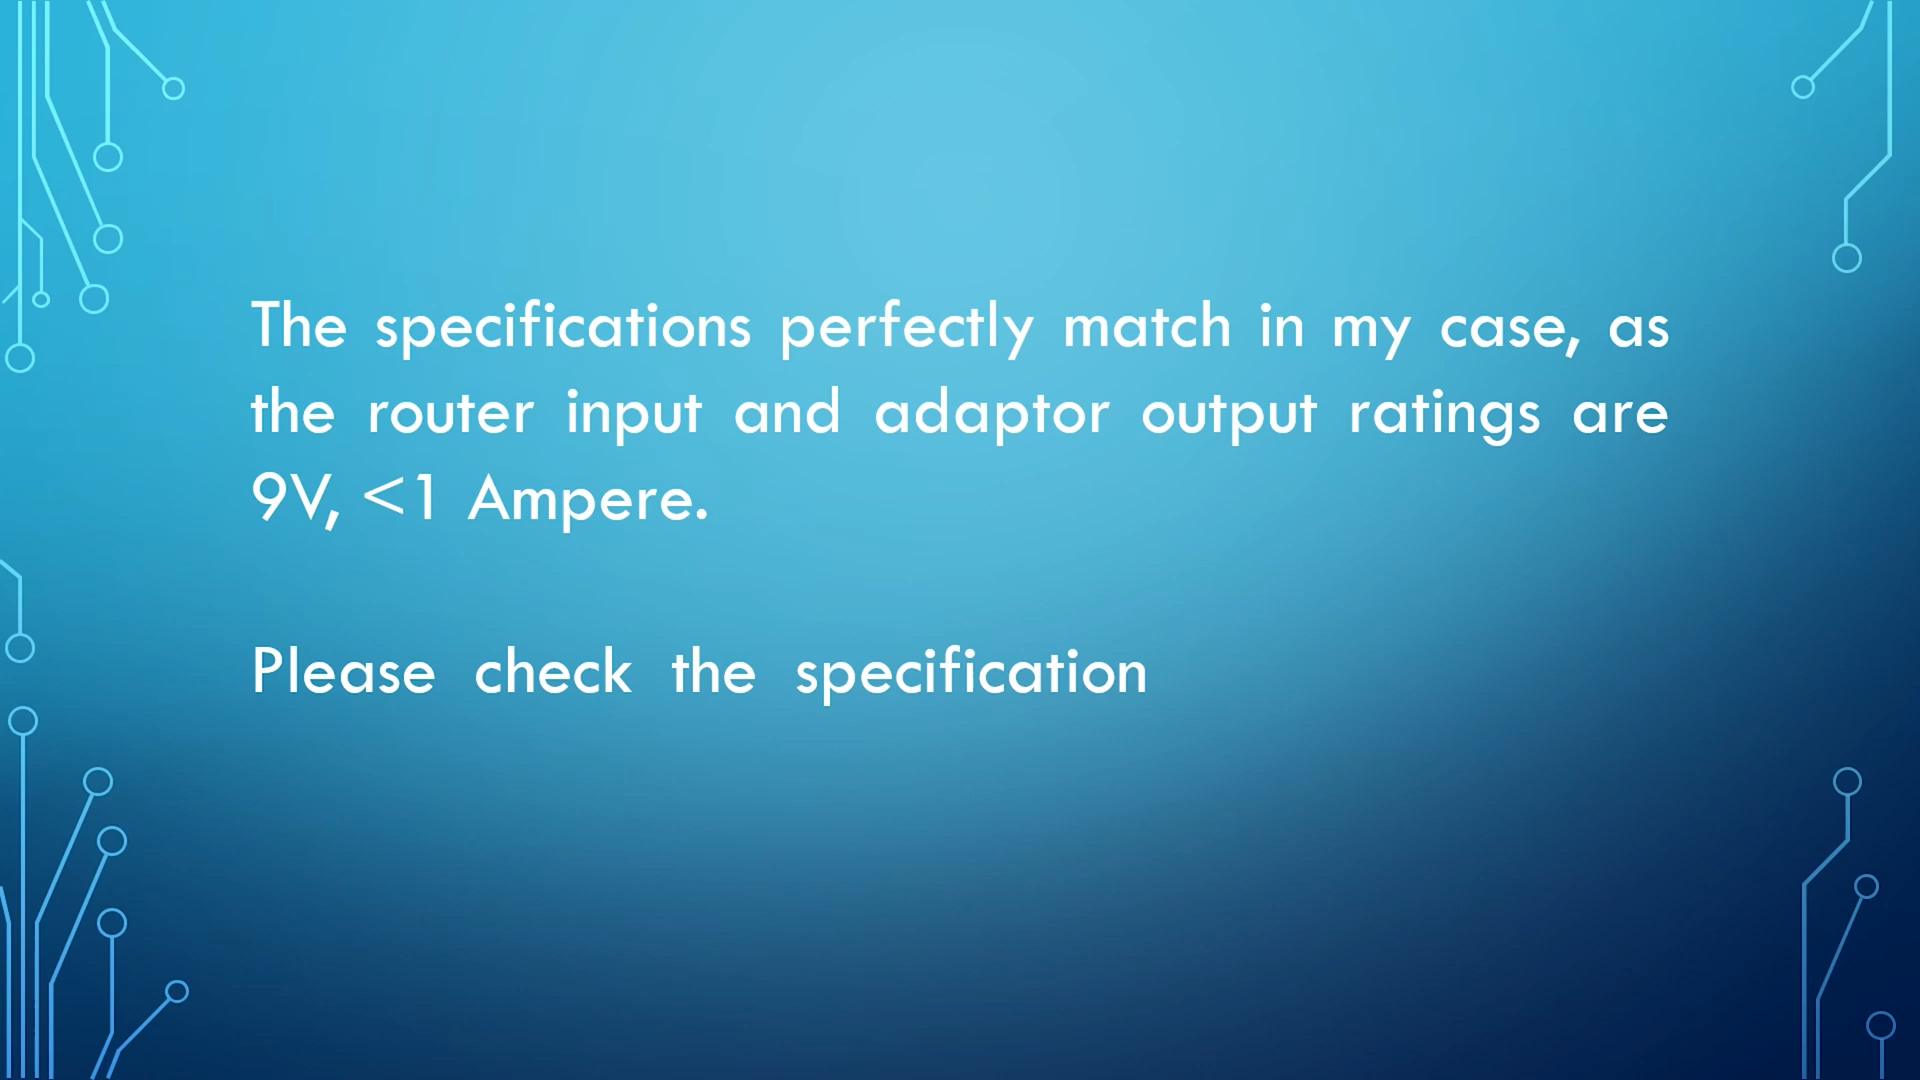 The specifications perfectly match in my case, as
the router input and adaptor output ratings are
9V, <1 Ampere.
Please check the specification